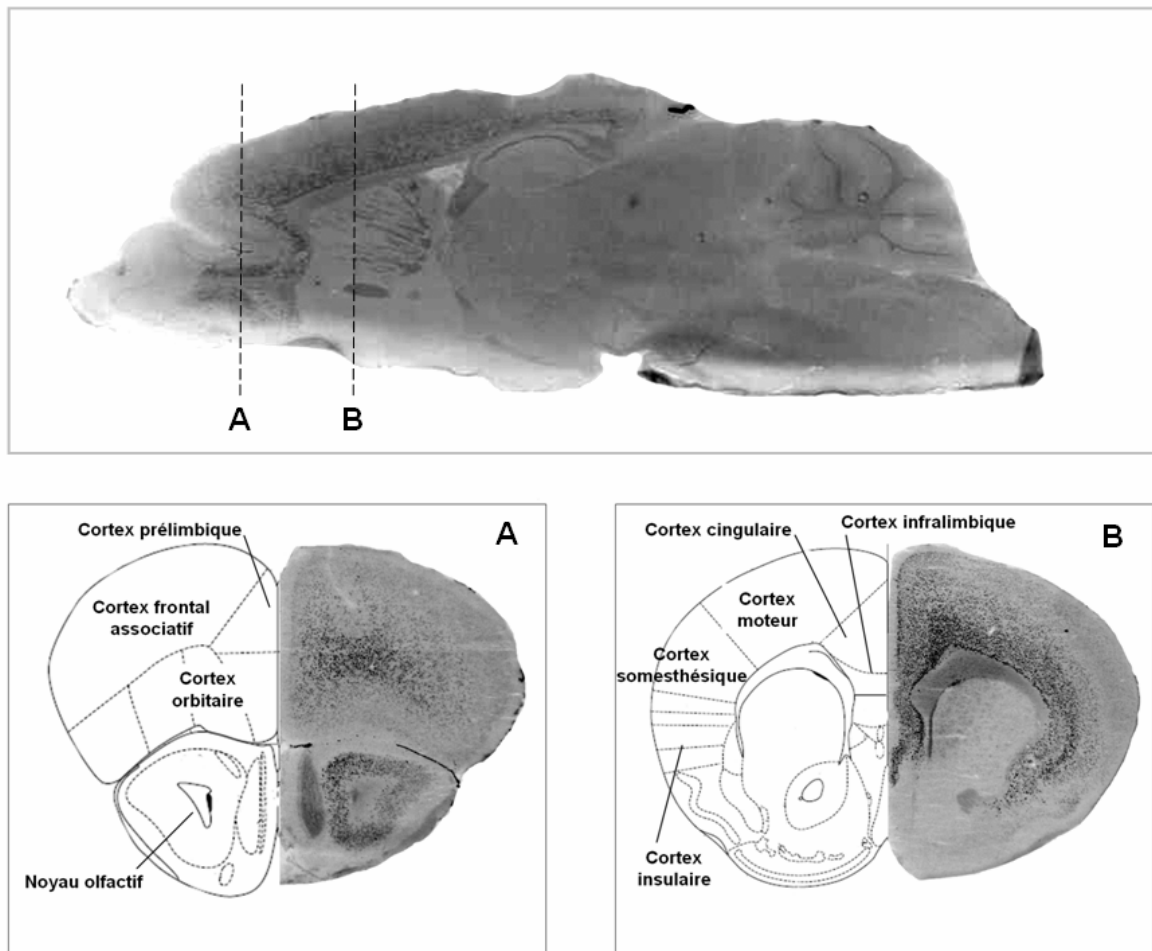 A
B
Cortex prélimbique
A
Cortex frontal
associatif
Cortex
orbitaire
Noyau olfactif
Cortex cingulaire
Cortex infralimbique
B
Cortex
moteur
Cortex
somesthésique
Cortex
insulaire